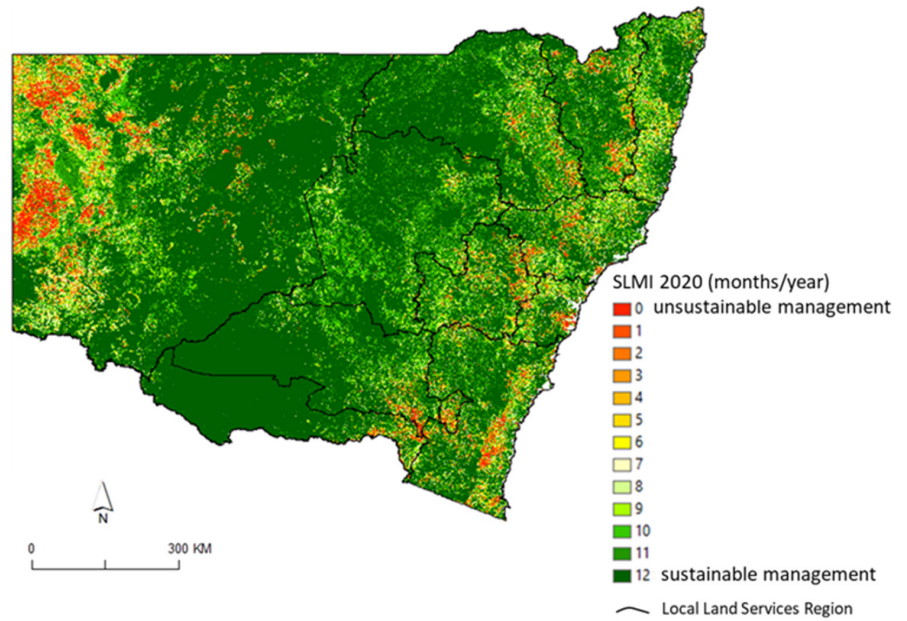 SLMI 2020 (months/year)
0 unsustainable management
1
2
3
4
5
6
7
8
9
10
11
12 sustainable management
Local Land Services Region
N
0 300 KM